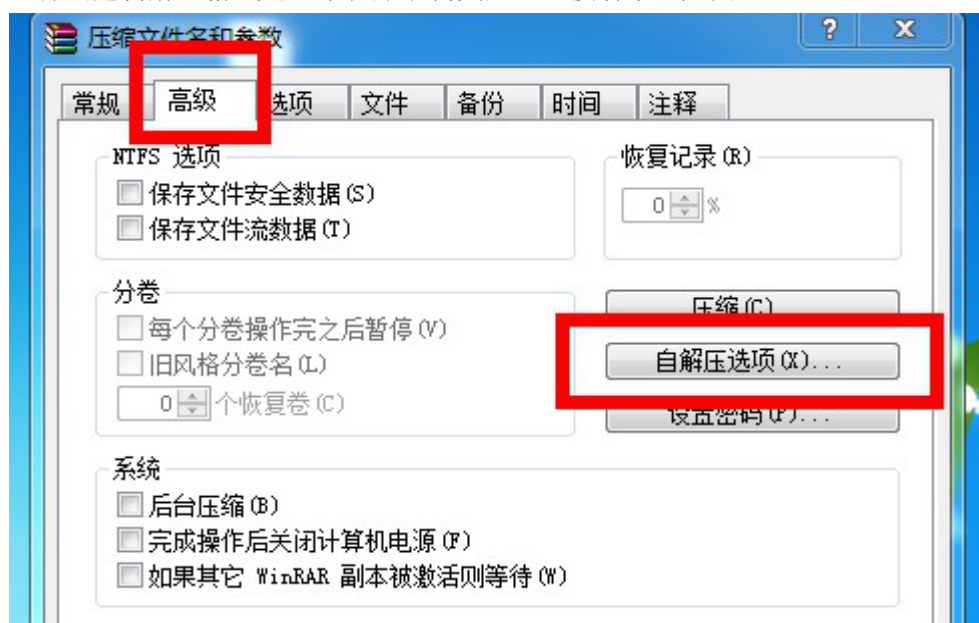 压缩文件名和参数
常规 高级 选项 文件 备份 时间 注释
NTFS 选项
保存文件安全数据(S)
保存文件流数据(T)
恢复记录(R)
0 %
分卷
每个分卷操作完之后暂停(V)
旧风格分卷名(L)
0 个恢复卷(C)
压缩(C)...
自解压选项(X)...
设置密码(P)...
系统
后台压缩(B)
完成操作后关闭计算机电源(F)
如果其它 WinRAR 副本被激活则等待(W)